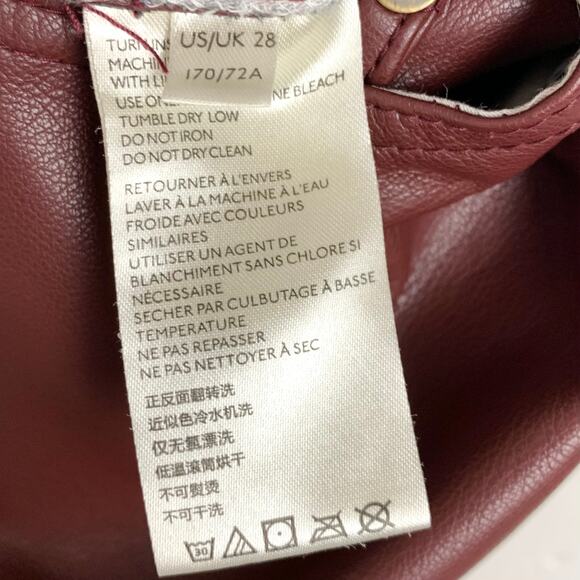 US/UK 28
170/72A
TURN INS
MACHIN
WITH LI
USE ON NE BLEACH
TUMBLE DRY LOW
DO NOT IRON
DO NOT DRY CLEAN
RETOURNER À L'ENVERS
LAVER À LA MACHINE À L'EAU
FROIDE AVEC COULEURS
SIMILAIRES
UTILISER UN AGENT DE
BLANCHIMENT SANS CHLORE SI
NÉCESSAIRE
SECHER PAR CULBUTAGE À BASSE
TEMPERATURE
NE PAS REPASSER
NE PAS NETTOYER À SEC
正反面翻转洗
近似色冷水机洗
仅无氯漂洗
低温滚筒烘干
不可熨烫
不可干洗
30